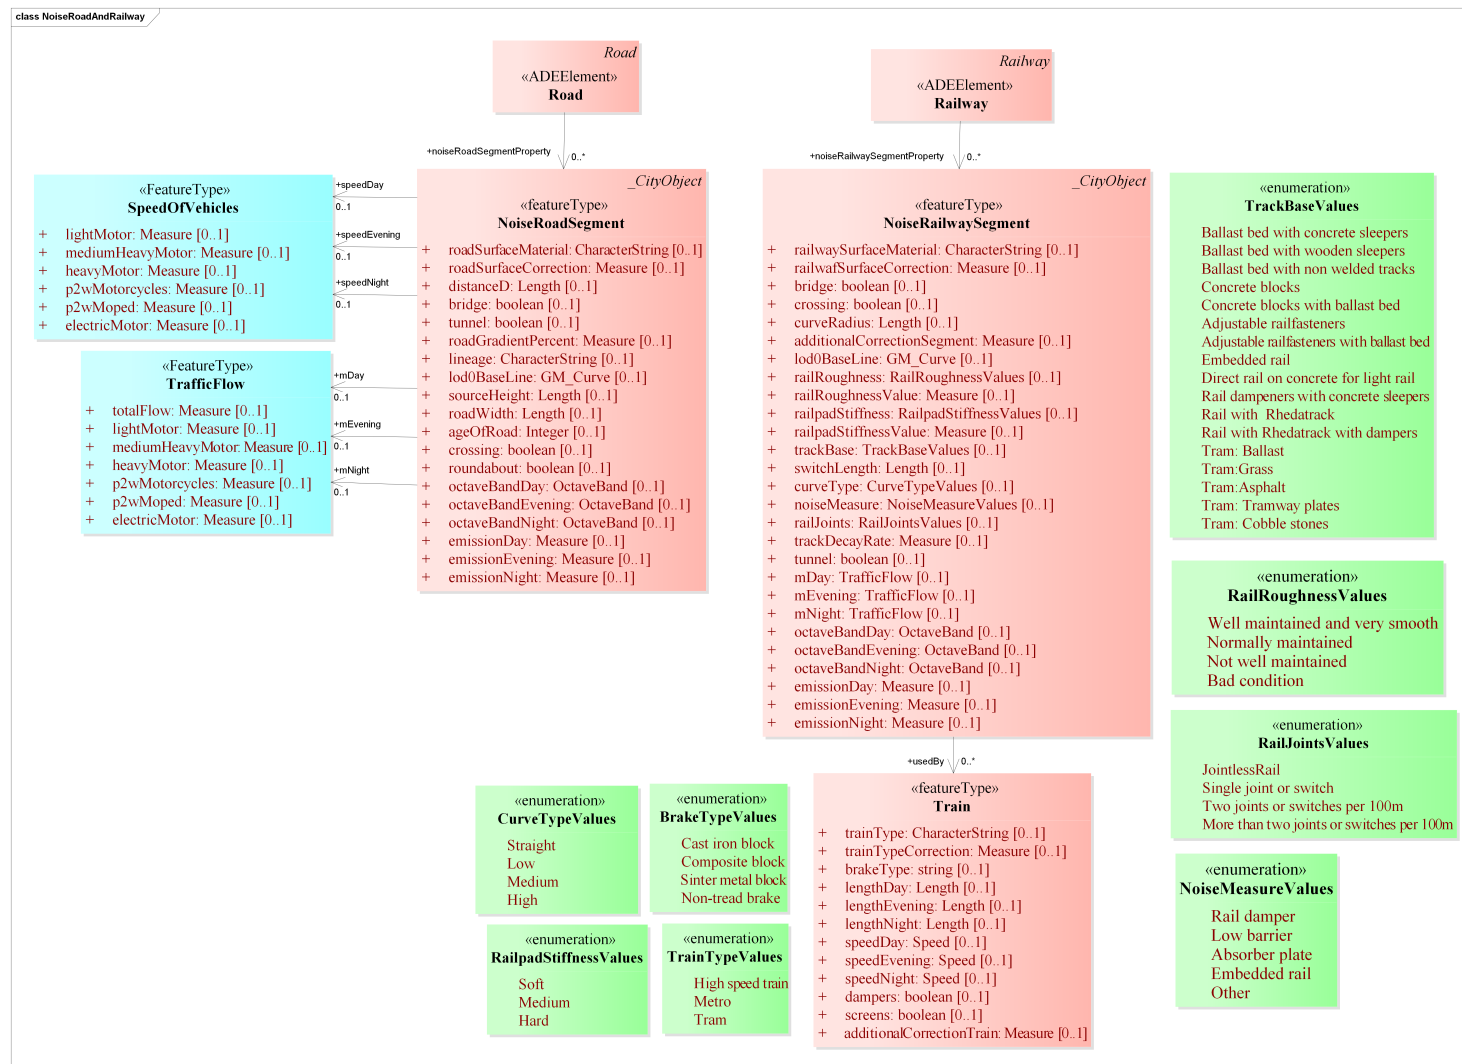 class NoiseRoadAndRailway
Road
«ADEElement»
Road
Railway
«ADEElement»
Railway
+noiseRoadSegmentProperty
0..*
+noiseRailwaySegmentProperty
0..*
«FeatureType»
SpeedOfVehicles
+ lightMotor: Measure [0..1]
+ mediumHeavyMotor: Measure [0..1]
+ heavyMotor: Measure [0..1]
+ p2wMotorcycles: Measure [0..1]
+ p2wMoped: Measure [0..1]
+ electricMotor: Measure [0..1]
+speedDay
0..1
+speedEvening
0..1
+speedNight
0..1
«FeatureType»
TrafficFlow
+ totalFlow: Measure [0..1]
+ lightMotor: Measure [0..1]
+ mediumHeavyMotor: Measure [0..1]
+ heavyMotor: Measure [0..1]
+ p2wMotorcycles: Measure [0..1]
+ p2wMoped: Measure [0..1]
+ electricMotor: Measure [0..1]
+mDay
0..1
+mEvening
0..1
+mNight
0..1
_CityObject
«featureType»
NoiseRoadSegment
+ roadSurfaceMaterial: CharacterString [0..1]
+ roadSurfaceCorrection: Measure [0..1]
+ distanceD: Length [0..1]
+ bridge: boolean [0..1]
+ tunnel: boolean [0..1]
+ roadGradientPercent: Measure [0..1]
+ lineage: CharacterString [0..1]
+ lod0BaseLine: GM_Curve [0..1]
+ sourceHeight: Length [0..1]
+ roadWidth: Length [0..1]
+ ageOfRoad: Integer [0..1]
+ crossing: boolean [0..1]
+ roundabout: boolean [0..1]
+ octaveBandDay: OctaveBand [0..1]
+ octaveBandEvening: OctaveBand [0..1]
+ octaveBandNight: OctaveBand [0..1]
+ emissionDay: Measure [0..1]
+ emissionEvening: Measure [0..1]
+ emissionNight: Measure [0..1]
_CityObject
«featureType»
NoiseRailwaySegment
+ railwaySurfaceMaterial: CharacterString [0..1]
+ railwafSurfaceCorrection: Measure [0..1]
+ bridge: boolean [0..1]
+ crossing: boolean [0..1]
+ curveRadius: Length [0..1]
+ additionalCorrectionSegment: Measure [0..1]
+ lod0BaseLine: GM_Curve [0..1]
+ railRoughness: RailRoughnessValues [0..1]
+ railRoughnessValue: Measure [0..1]
+ railpadStiffness: RailpadStiffnessValues [0..1]
+ railpadStiffnessValue: Measure [0..1]
+ trackBase: TrackBaseValues [0..1]
+ switchLength: Length [0..1]
+ curveType: CurveTypeValues [0..1]
+ noiseMeasure: NoiseMeasureValues [0..1]
+ railJoints: RailJointsValues [0..1]
+ trackDecayRate: Measure [0..1]
+ tunnel: boolean [0..1]
+ mDay: TrafficFlow [0..1]
+ mEvening: TrafficFlow [0..1]
+ mNight: TrafficFlow [0..1]
+ octaveBandDay: OctaveBand [0..1]
+ octaveBandEvening: OctaveBand [0..1]
+ octaveBandNight: OctaveBand [0..1]
+ emissionDay: Measure [0..1]
+ emissionEvening: Measure [0..1]
+ emissionNight: Measure [0..1]
+usedBy
0..*
«featureType»
Train
+ trainType: CharacterString [0..1]
+ trainTypeCorrection: Measure [0..1]
+ brakeType: string [0..1]
+ lengthDay: Length [0..1]
+ lengthEvening: Length [0..1]
+ lengthNight: Length [0..1]
+ speedDay: Speed [0..1]
+ speedEvening: Speed [0..1]
+ speedNight: Speed [0..1]
+ dampers: boolean [0..1]
+ screens: boolean [0..1]
+ additionalCorrectionTrain: Measure [0..1]
«enumeration»
TrackBaseValues
Ballast bed with concrete sleepers
Ballast bed with wooden sleepers
Ballast bed with non welded tracks
Concrete blocks
Concrete blocks with ballast bed
Adjustable railfasteners
Adjustable railfasteners with ballast bed
Embedded rail
Direct rail on concrete for light rail
Rail dampeners with concrete sleepers
Rail with Rhedatrack
Rail with Rhedatrack with dampers
Tram: Ballast
Tram:Grass
Tram:Asphalt
Tram: Tramway plates
Tram: Cobble stones
«enumeration»
RailRoughnessValues
Well maintained and very smooth
Normally maintained
Not well maintained
Bad condition
«enumeration»
RailJointsValues
JointlessRail
Single joint or switch
Two joints or switches per 100m
More than two joints or switches per 100m
«enumeration»
NoiseMeasureValues
Rail damper
Low barrier
Absorber plate
Embedded rail
Other
«enumeration»
CurveTypeValues
Straight
Low
Medium
High
«enumeration»
BrakeTypeValues
Cast iron block
Composite block
Sinter metal block
Non-tread brake
«enumeration»
RailpadStiffnessValues
Soft
Medium
Hard
«enumeration»
TrainTypeValues
High speed train
Metro
Tram